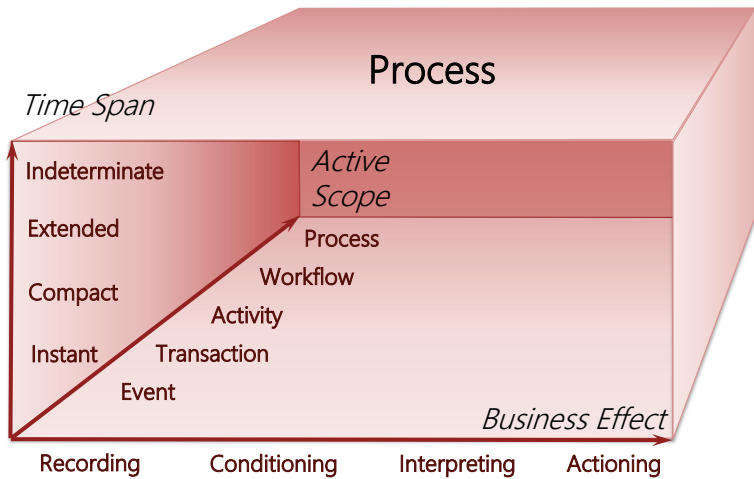 Process
Time Span
Indeterminate
Extended
Compact
Instant
Active
Scope
Process
Workflow
Activity
Transaction
Event
Business Effect
Recording
Conditioning
Interpreting
Actioning